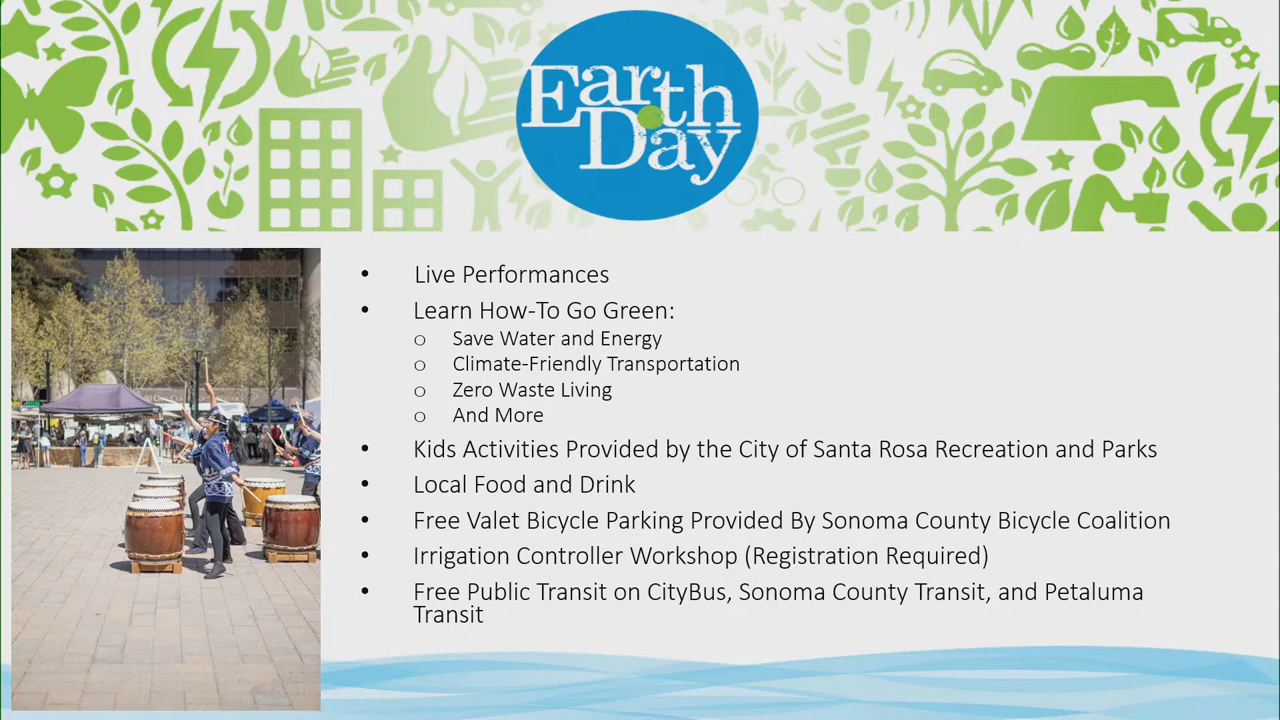 Earth
Day
Live Performances
Learn How-To Go Green:
Save Water and Energy
Climate-Friendly Transportation
Zero Waste Living
And More
Kids Activities Provided by the City of Santa Rosa Recreation and Parks
Local Food and Drink
Free Valet Bicycle Parking Provided By Sonoma County Bicycle Coalition
Irrigation Controller Workshop (Registration Required)
Free Public Transit on CityBus, Sonoma County Transit, and Petaluma
Transit